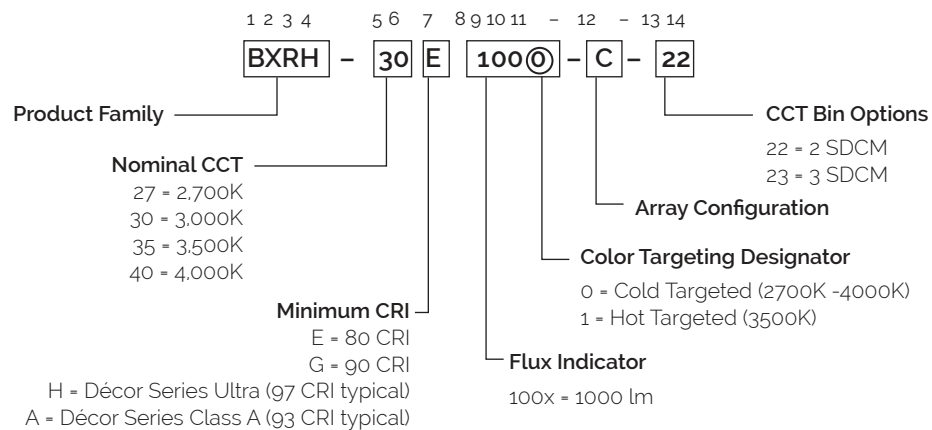 1 2 3 4 5 6 7 8 9 10 11 – 12 – 13 14
BXRH – 30 E 1000 – C – 22
Product Family
CCT Bin Options
22 = 2 SDCM
23 = 3 SDCM
Nominal CCT
27 = 2,700K
30 = 3,000K
35 = 3,500K
40 = 4,000K
Array Configuration
Color Targeting Designator
0 = Cold Targeted (2700K -4000K)
1 = Hot Targeted (3500K)
Minimum CRI
E = 80 CRI
G = 90 CRI
H = Décor Series Ultra (97 CRI typical)
A = Décor Series Class A (93 CRI typical)
Flux Indicator
100x = 1000 lm